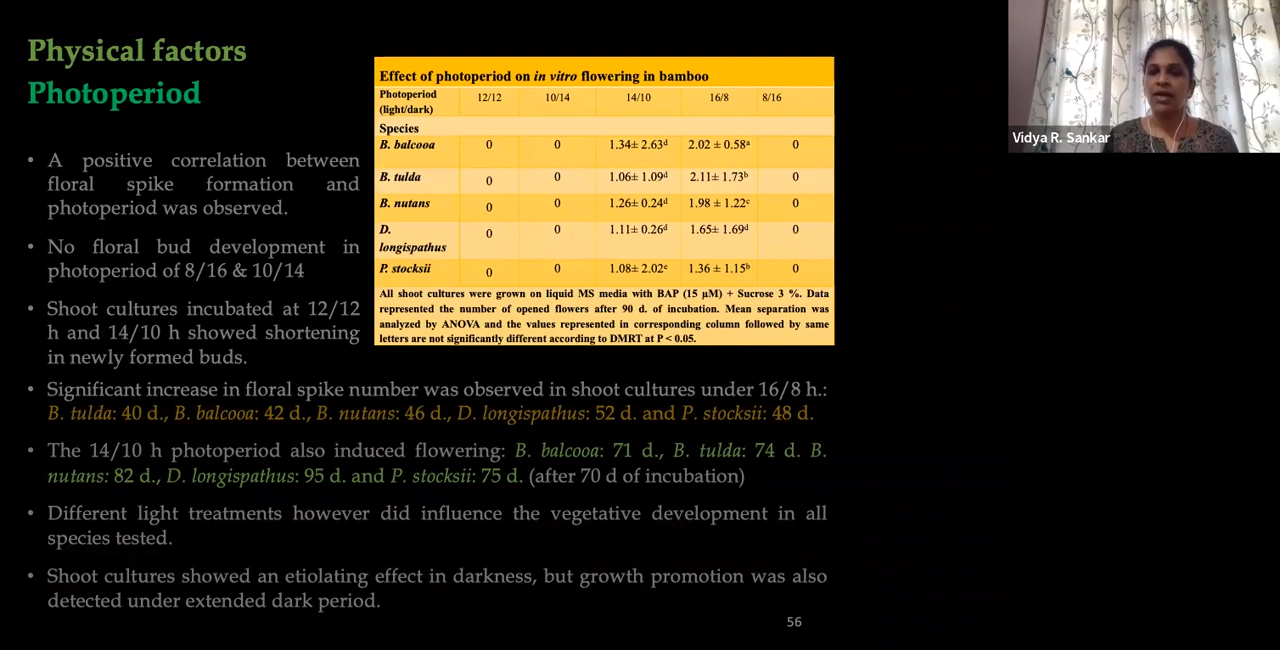 Physical factors
Photoperiod
• A positive correlation between
floral spike formation and
photoperiod was observed.
• No floral bud development in
photoperiod of 8/16 & 10/14
• Shoot cultures incubated at 12/12
h and 14/10 h showed shortening
in newly formed buds.
Effect of photoperiod on in vitro flowering in bamboo
Photoperiod (light/dark) 12/12 10/14 14/10 16/8 8/16
Species
B. balcooa 0 0 1.34± 2.63ᵈ 2.02 ± 0.58ᵃ 0
B. tulda 0 0 1.06± 1.09ᵈ 2.11± 1.73ᵇ 0
B. nutans 0 0 1.26± 0.24ᵈ 1.98 ± 1.22ᶜ 0
D. longispathus 0 0 1.11± 0.26ᵈ 1.65± 1.69ᵈ 0
P. stocksii 0 0 1.08± 2.02ᵉ 1.36 ± 1.15ᵇ 0
All shoot cultures were grown on liquid MS media with BAP (15 µM) + Sucrose 3 %. Data
represented the number of opened flowers after 90 d. of incubation. Mean separation was
analyzed by ANOVA and the values represented in corresponding column followed by same
letters are not significantly different according to DMRT at P < 0.05.
• Significant increase in floral spike number was observed in shoot cultures under 16/8 h.:
B. tulda: 40 d., B. balcooa: 42 d., B. nutans: 46 d., D. longispathus: 52 d. and P. stocksii: 48 d.
• The 14/10 h photoperiod also induced flowering: B. balcooa: 71 d., B. tulda: 74 d. B.
nutans: 82 d., D. longispathus: 95 d. and P. stocksii: 75 d. (after 70 d of incubation)
• Different light treatments however did influence the vegetative development in all
species tested.
• Shoot cultures showed an etiolating effect in darkness, but growth promotion was also
detected under extended dark period.
56
Vidya R. Sankar